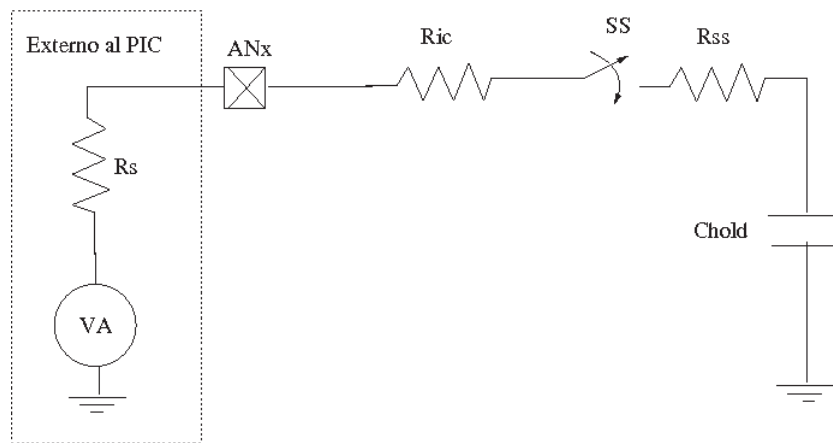 Externo al PIC
ANx
Ric
SS
Rss
Rs
Chold
VA